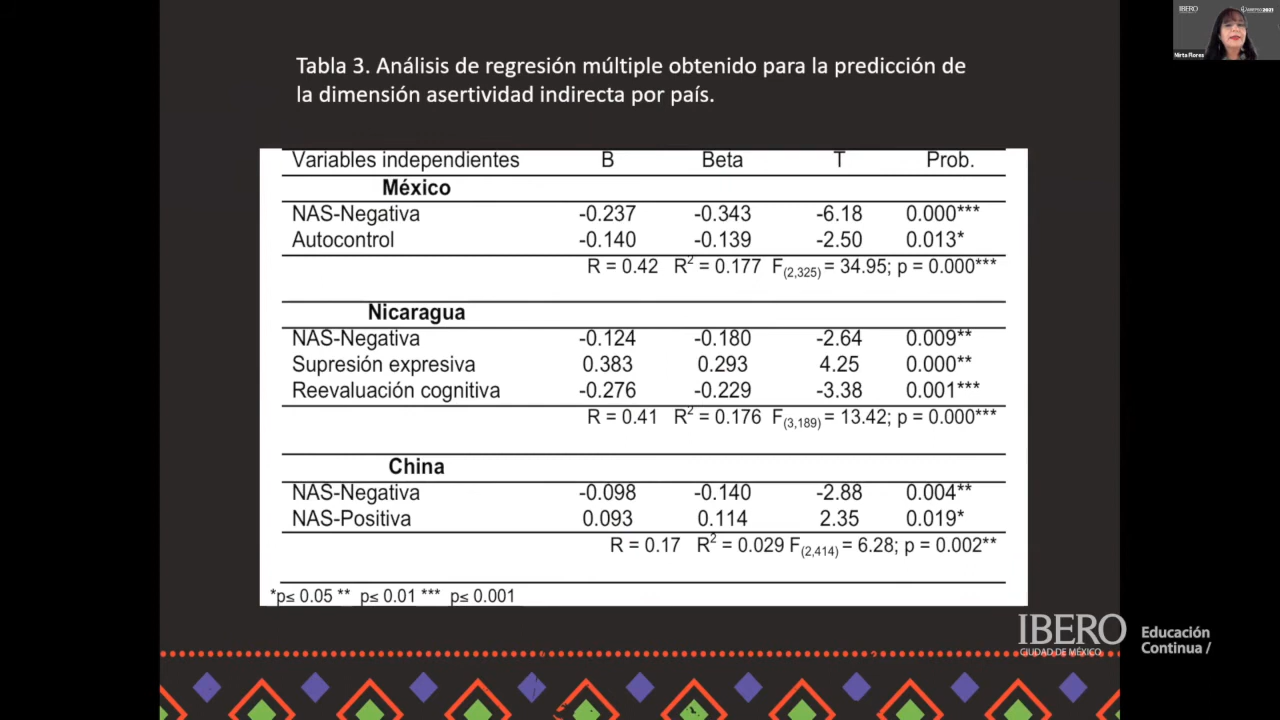 IBERO
Mirta Flores
Tabla 3. Análisis de regresión múltiple obtenido para la predicción de
la dimensión asertividad indirecta por país.
Variables independientes B Beta T Prob.
México
NAS-Negativa -0.237 -0.343 -6.18 0.000***
Autocontrol -0.140 -0.139 -2.50 0.013*
R = 0.42 R² = 0.177 F(2,325) = 34.95; p = 0.000***
Nicaragua
NAS-Negativa -0.124 -0.180 -2.64 0.009**
Supresión expresiva 0.383 0.293 4.25 0.000**
Reevaluación cognitiva -0.276 -0.229 -3.38 0.001***
R = 0.41 R² = 0.176 F(3,189) = 13.42; p = 0.000***
China
NAS-Negativa -0.098 -0.140 -2.88 0.004**
NAS-Positiva 0.093 0.114 2.35 0.019*
R = 0.17 R² = 0.029 F(2,414) = 6.28; p = 0.002**
*p≤ 0.05 ** p≤ 0.01 *** p≤ 0.001
IBERO
CIUDAD DE MÉXICO
Educación
Continua /